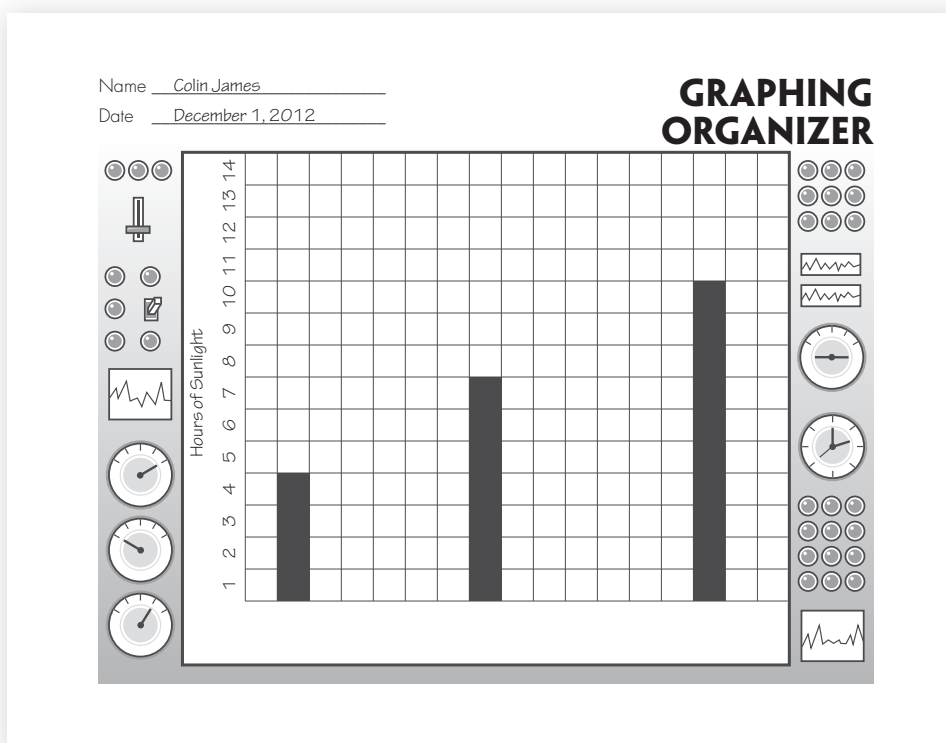 Name Colin James
Date December 1, 2012
GRAPHING
ORGANIZER
14
13
12
11
10
9
8
7
6
5
4
3
2
1
Hours of Sunlight